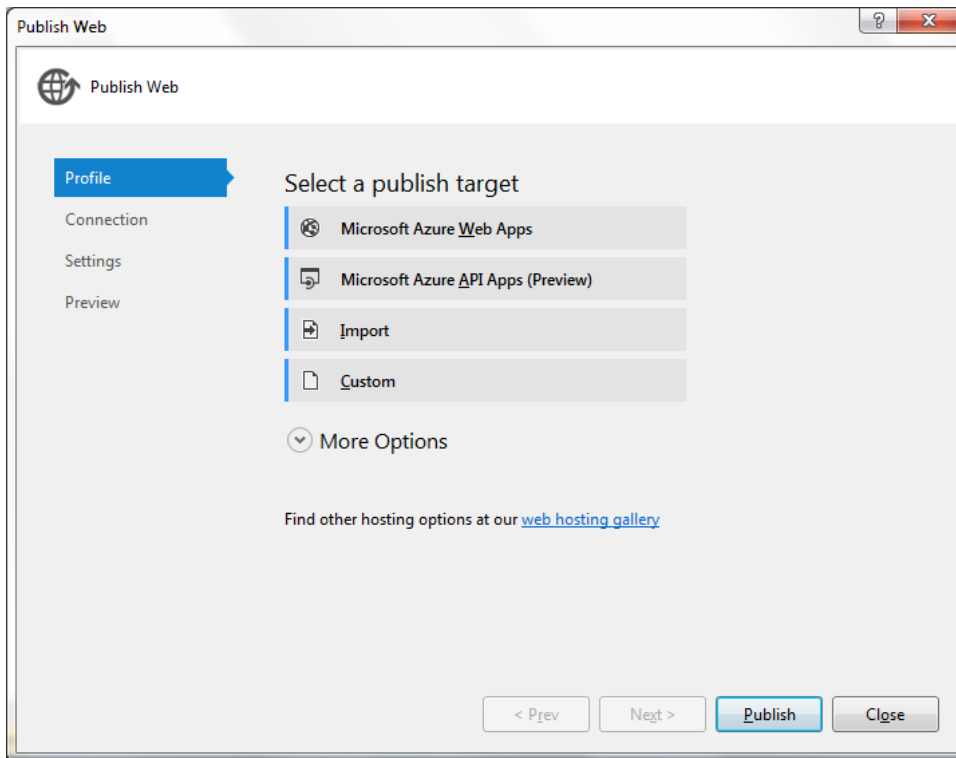 Publish Web
Publish Web
Profile
Connection
Settings
Preview
Select a publish target
Microsoft Azure Web Apps
Microsoft Azure API Apps (Preview)
Import
Custom
More Options
Find other hosting options at our web hosting gallery
< Prev
Next >
Publish
Close